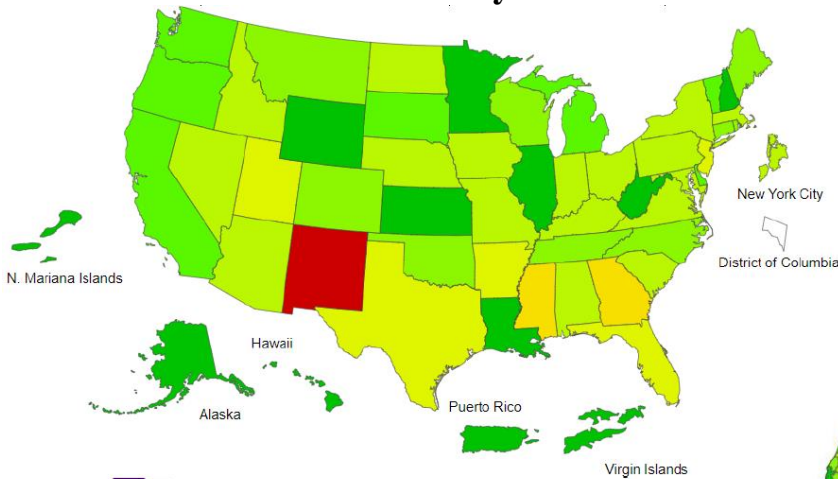 New York City
District of Columbia
N. Mariana Islands
Hawaii
Alaska
Puerto Rico
Virgin Islands